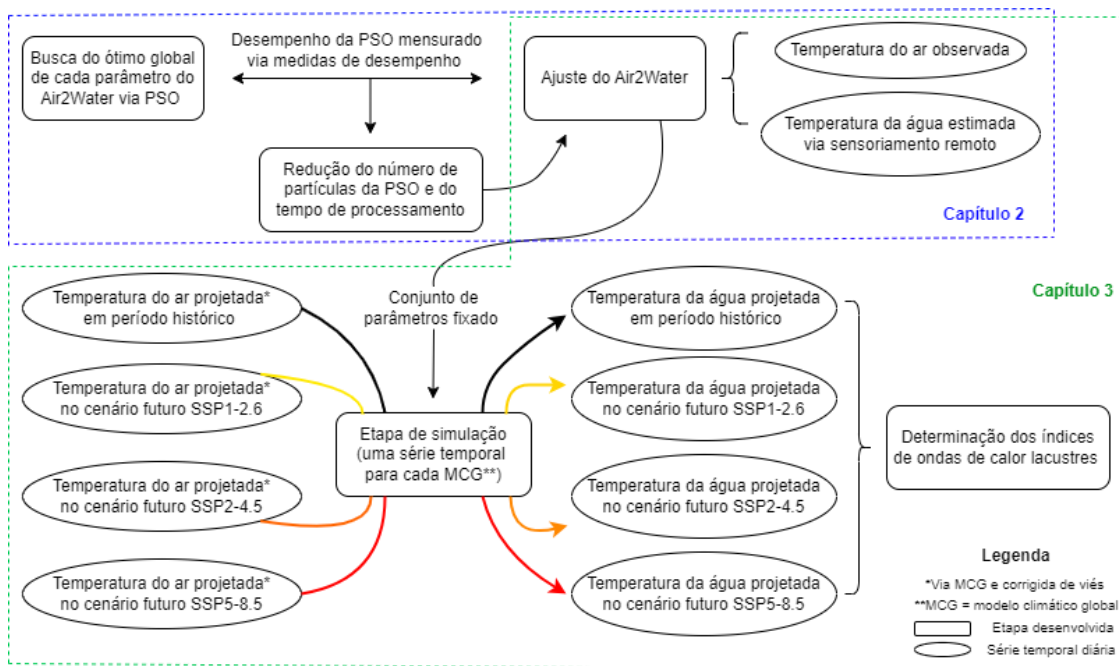 Busca do ótimo global
de cada parâmetro do
Air2Water via PSO
Desempenho da PSO mensurado
via medidas de desempenho
Ajuste do Air2Water
Temperatura do ar observada
Temperatura da água estimada
via sensoriamento remoto
Redução do número de
partículas da PSO e do
tempo de processamento
Capítulo 2
Capítulo 3
Temperatura do ar projetada*
em período histórico
Conjunto de
parâmetros fixado
Temperatura da água projetada
em período histórico
Temperatura do ar projetada*
no cenário futuro SSP1-2.6
Temperatura da água projetada
no cenário futuro SSP1-2.6
Etapa de simulação
(uma série temporal
para cada MCG**)
Determinação dos índices
de ondas de calor lacustres
Temperatura do ar projetada*
no cenário futuro SSP2-4.5
Temperatura da água projetada
no cenário futuro SSP2-4.5
Temperatura do ar projetada*
no cenário futuro SSP5-8.5
Temperatura da água projetada
no cenário futuro SSP5-8.5
Legenda
*Via MCG e corrigida de viés
**MCG = modelo climático global
Etapa desenvolvida
Série temporal diária